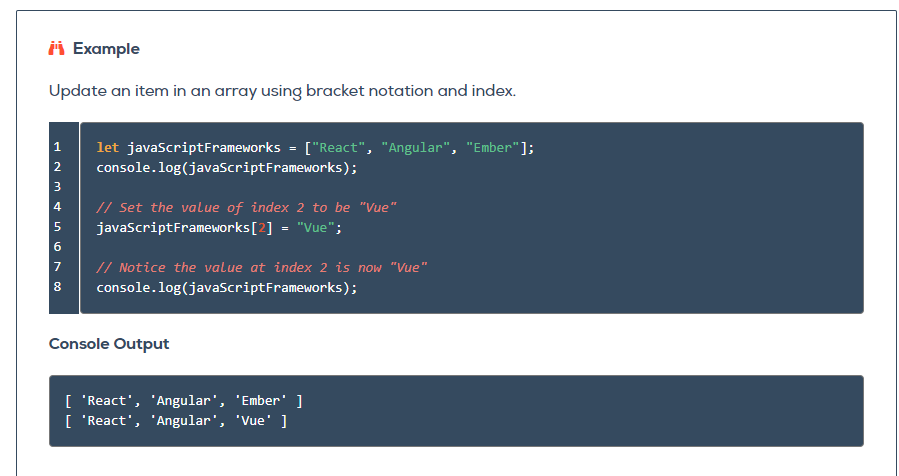 Example
Update an item in an array using bracket notation and index.
1 let javaScriptFrameworks = ["React", "Angular", "Ember"];
2 console.log(javaScriptFrameworks);
3
4 // Set the value of index 2 to be "Vue"
5 javaScriptFrameworks[2] = "Vue";
6
7 // Notice the value at index 2 is now "Vue"
8 console.log(javaScriptFrameworks);
Console Output
[ 'React', 'Angular', 'Ember' ]
[ 'React', 'Angular', 'Vue' ]